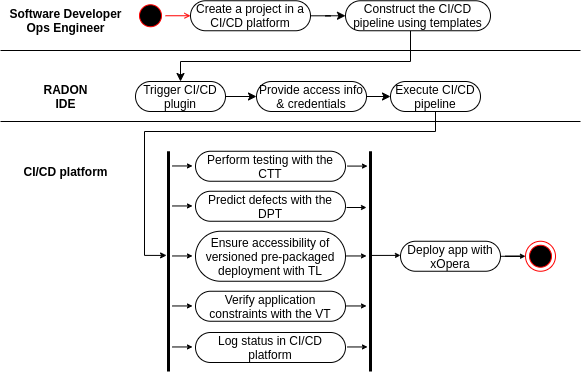 Software Developer
Ops Engineer
Create a project in a
CI/CD platform
Construct the CI/CD
pipeline using templates
RADON
IDE
Trigger CI/CD
plugin
Provide access info
& credentials
Execute CI/CD
pipeline
CI/CD platform
Perform testing with the
CTT
Predict defects with the
DPT
Ensure accessibility of
versioned pre-packaged
deployment with TL
Verify application
constraints with the VT
Log status in CI/CD
platform
Deploy app with
xOpera